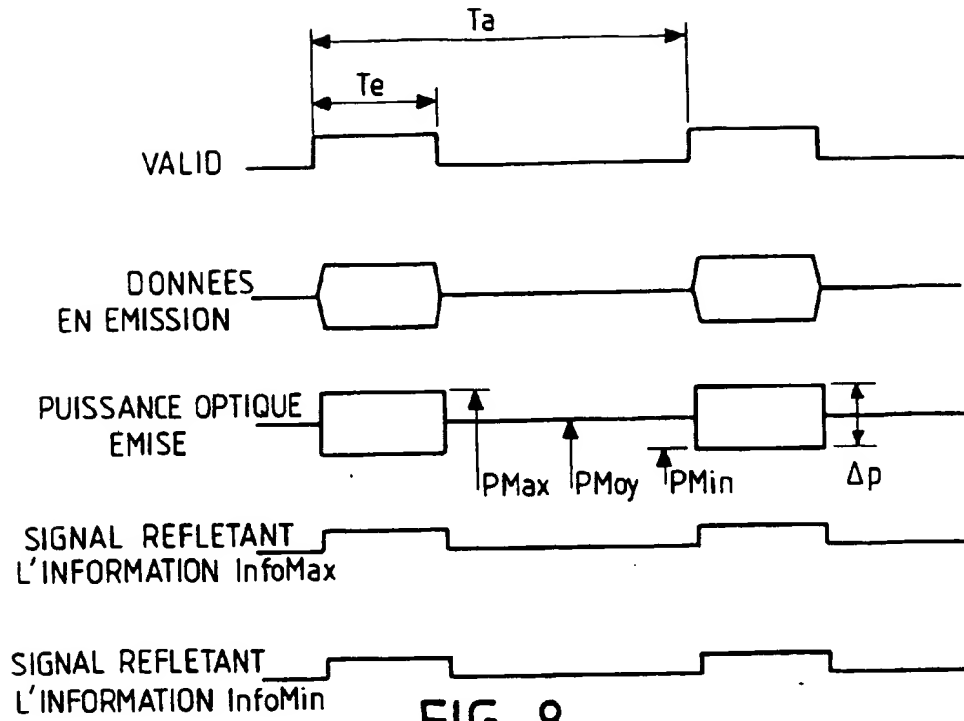 Ta
Te
VALID
DONNEES
EN EMISSION
PUISSANCE OPTIQUE
EMISE
PMax
PMoy
PMin
Δp
SIGNAL REFLETANT
L'INFORMATION InfoMax
SIGNAL REFLETANT
L'INFORMATION InfoMin
FIG. 8